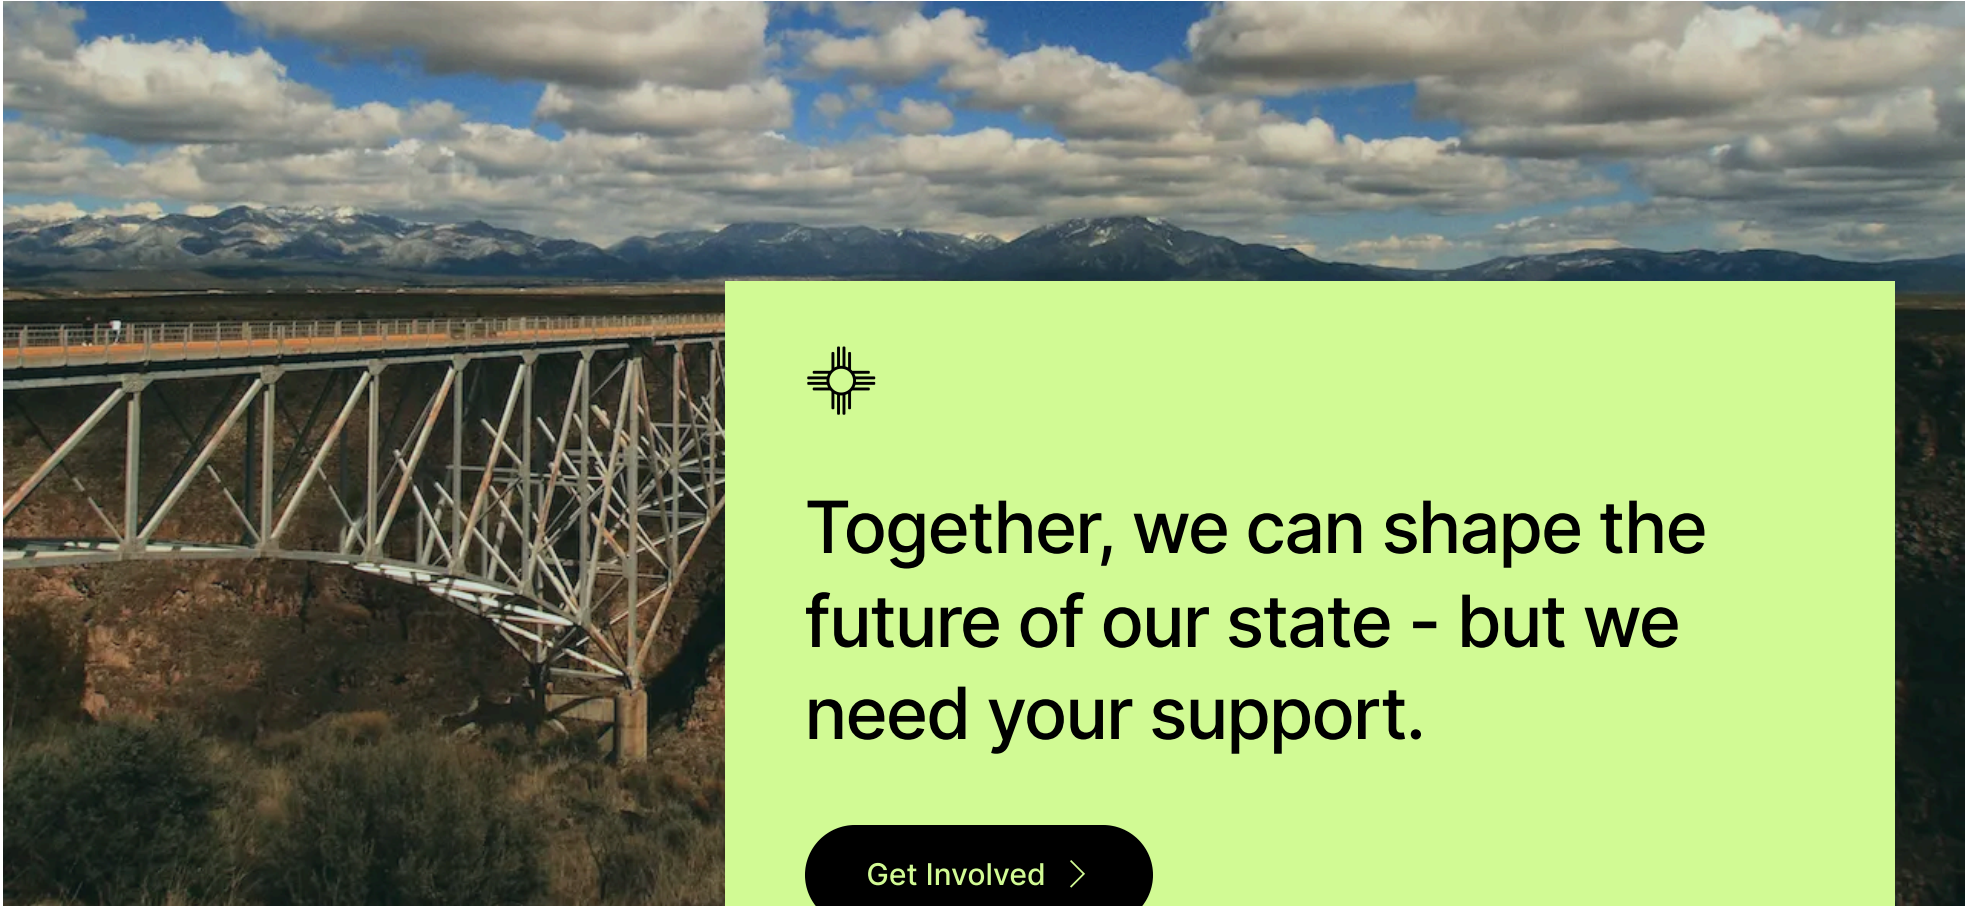 Together, we can shape the
future of our state - but we
need your support.
Get Involved